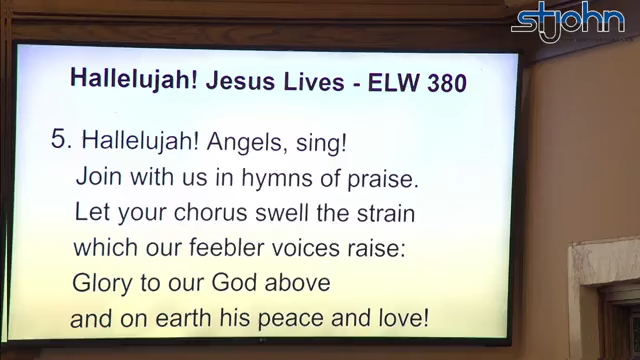 stjohn
Hallelujah! Jesus Lives - ELW 380
5. Hallelujah! Angels, sing!
Join with us in hymns of praise.
Let your chorus swell the strain
which our feebler voices raise:
Glory to our God above
and on earth his peace and love!